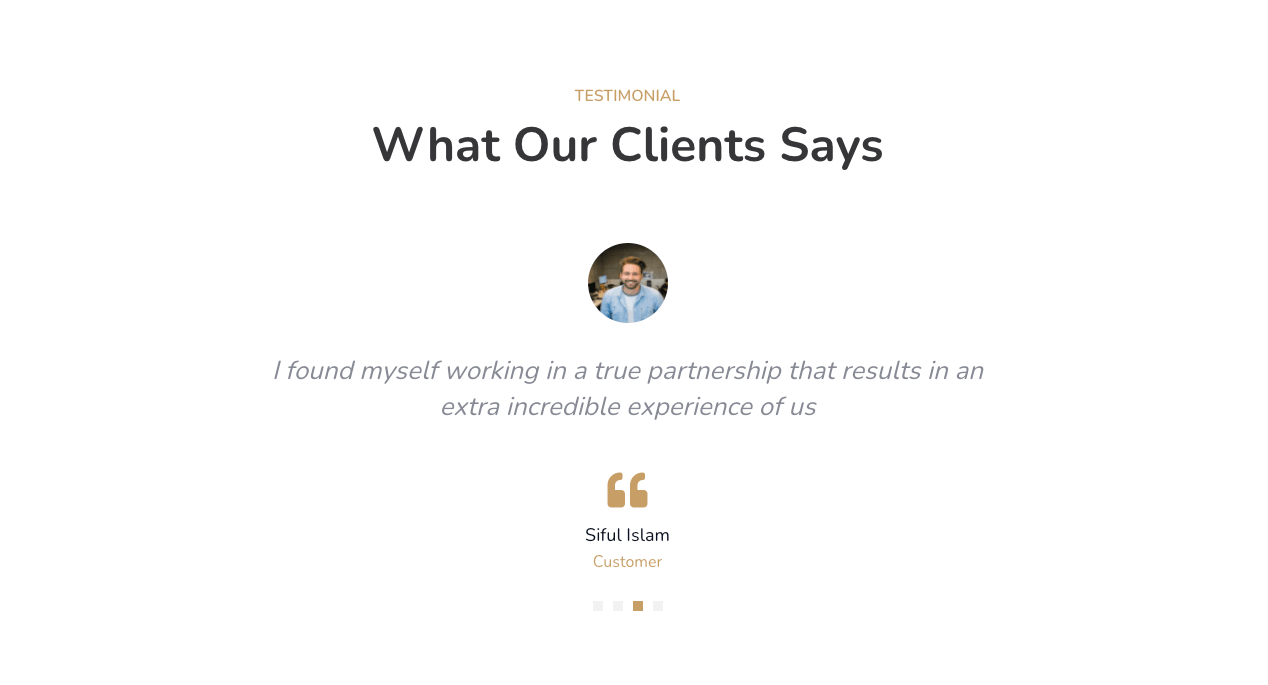 TESTIMONIAL
What Our Clients Says
I found myself working in a true partnership that results in an
extra incredible experience of us
Siful Islam
Customer